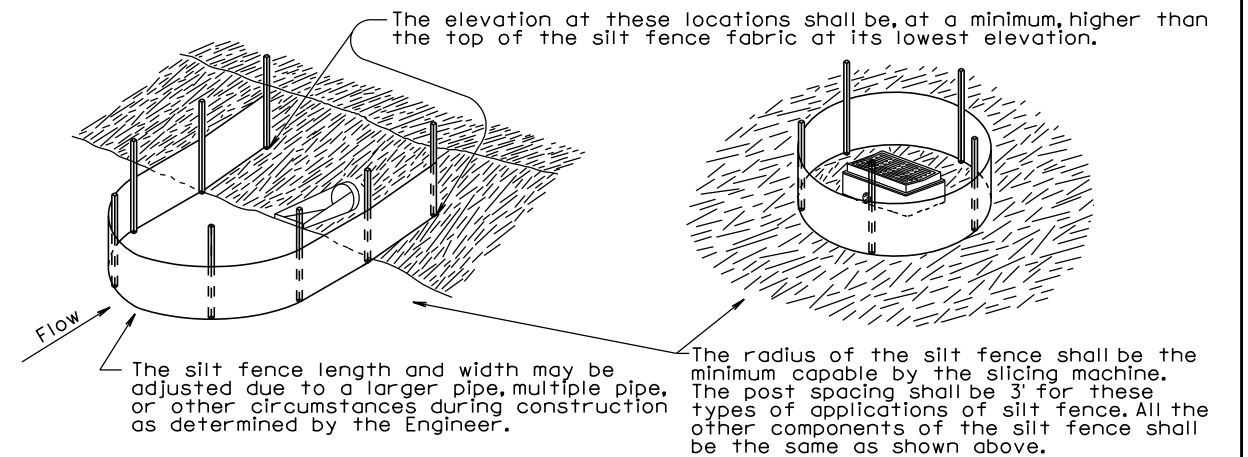 The elevation at these locations shall be, at a minimum, higher than
the top of the silt fence fabric at its lowest elevation.
Flow
The silt fence length and width may be
adjusted due to a larger pipe, multiple pipe,
or other circumstances during construction
as determined by the Engineer.
The radius of the silt fence shall be the
minimum capable by the slicing machine.
The post spacing shall be 3' for these
types of applications of silt fence. All the
other components of the silt fence shall
be the same as shown above.